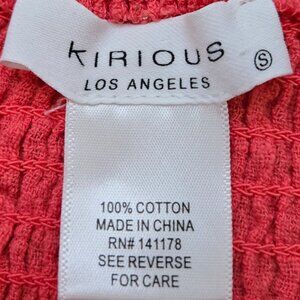 KIRIOUS
LOS ANGELES
S
100% COTTON
MADE IN CHINA
RN# 141178
SEE REVERSE
FOR CARE